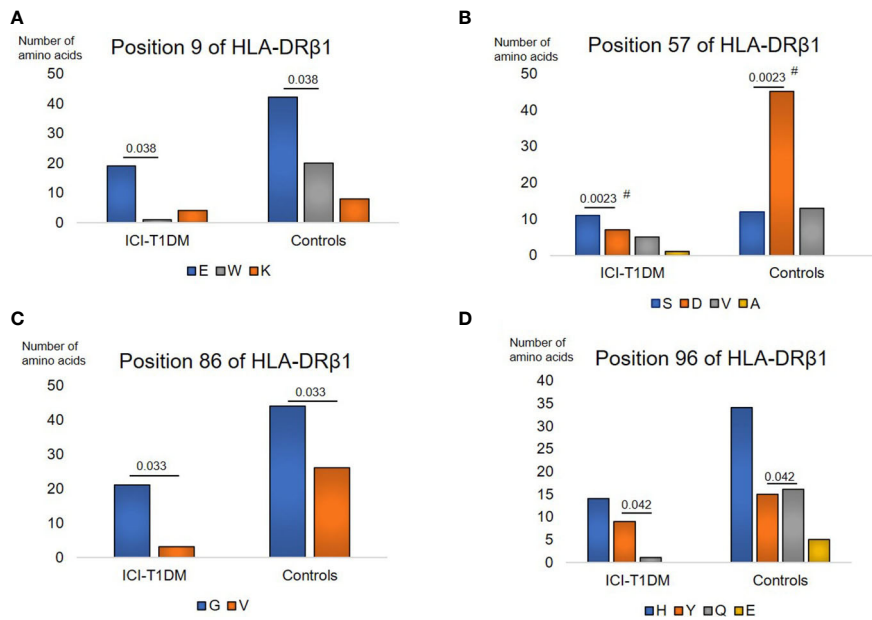 A
Number of
amino acids
Position 9 of HLA-DRβ1
50
40
30
20
10
0
0.038
0.038
ICI-T1DM
Controls
E W K
B
Number of
amino acids
Position 57 of HLA-DRβ1
50
40
30
20
10
0
0.0023 #
0.0023 #
ICI-T1DM
Controls
S D V A
C
Number of
amino acids
Position 86 of HLA-DRβ1
50
40
30
20
10
0
0.033
0.033
ICI-T1DM
Controls
G V
D
Number of
amino acids
Position 96 of HLA-DRβ1
40
35
30
25
20
15
10
5
0
0.042
0.042
ICI-T1DM
Controls
H Y Q E